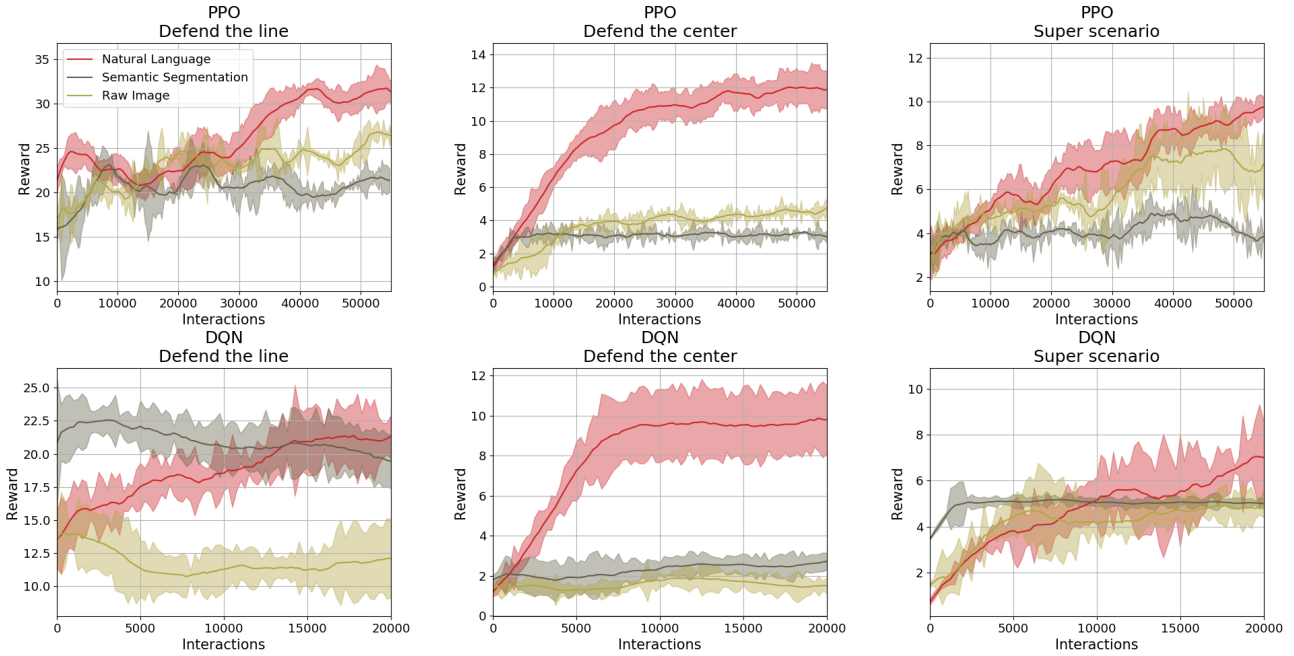 PPO
Defend the line
35
30
25
20
15
10
Reward
Natural Language
Semantic Segmentation
Raw Image
0 10000 20000 30000 40000 50000
Interactions
PPO
Defend the center
14
12
10
8
6
4
2
0
Reward
0 10000 20000 30000 40000 50000
Interactions
PPO
Super scenario
12
10
8
6
4
2
Reward
0 10000 20000 30000 40000 50000
Interactions
DQN
Defend the line
25.0
22.5
20.0
17.5
15.0
12.5
10.0
Reward
0 5000 10000 15000 20000
Interactions
DQN
Defend the center
12
10
8
6
4
2
0
Reward
0 5000 10000 15000 20000
Interactions
DQN
Super scenario
10
8
6
4
2
Reward
0 5000 10000 15000 20000
Interactions